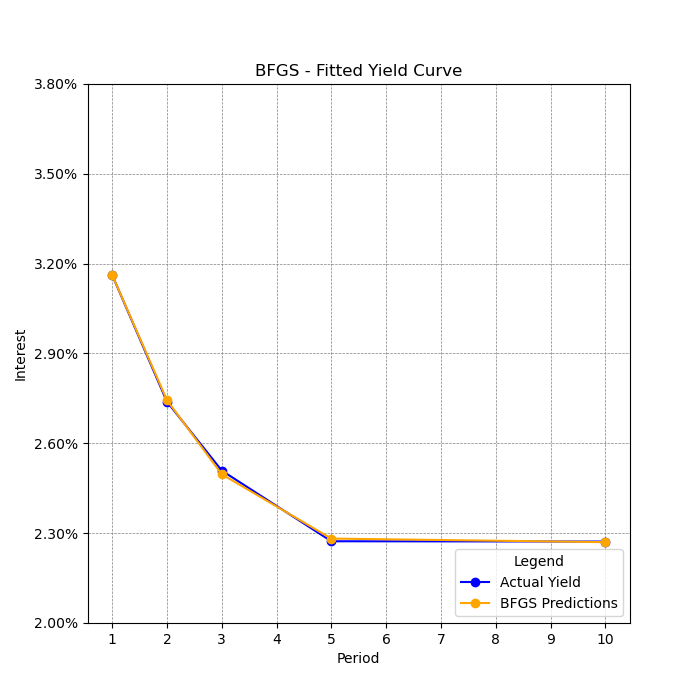 BFGS - Fitted Yield Curve
3.80%
3.50%
3.20%
2.90%
2.60%
2.30%
2.00%
Interest
1 2 3 4 5 6 7 8 9 10
Period
Legend
Actual Yield
BFGS Predictions